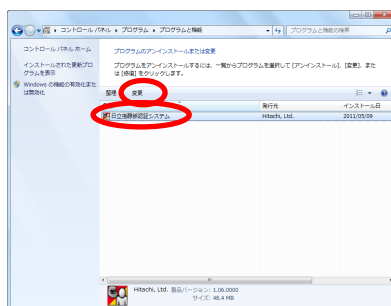 コントロール パネル ▸ プログラム ▸ プログラムと機能
プログラムと機能の検索
コントロール パネル ホーム
インストールされた更新プログラムを表示
Windows の機能の有効化または無効化
プログラムのアンインストールまたは変更
プログラムをアンインストールするには、一覧からプログラムを選択して [アンインストール]、[変更]、または [修復] をクリックします。
整理
変更
発行元
インストール日
日立指静脈認証システム
Hitachi, Ltd.
2011/05/09
Hitachi, Ltd. 製品バージョン: 1.06.0000
サイズ: 48.4 MB